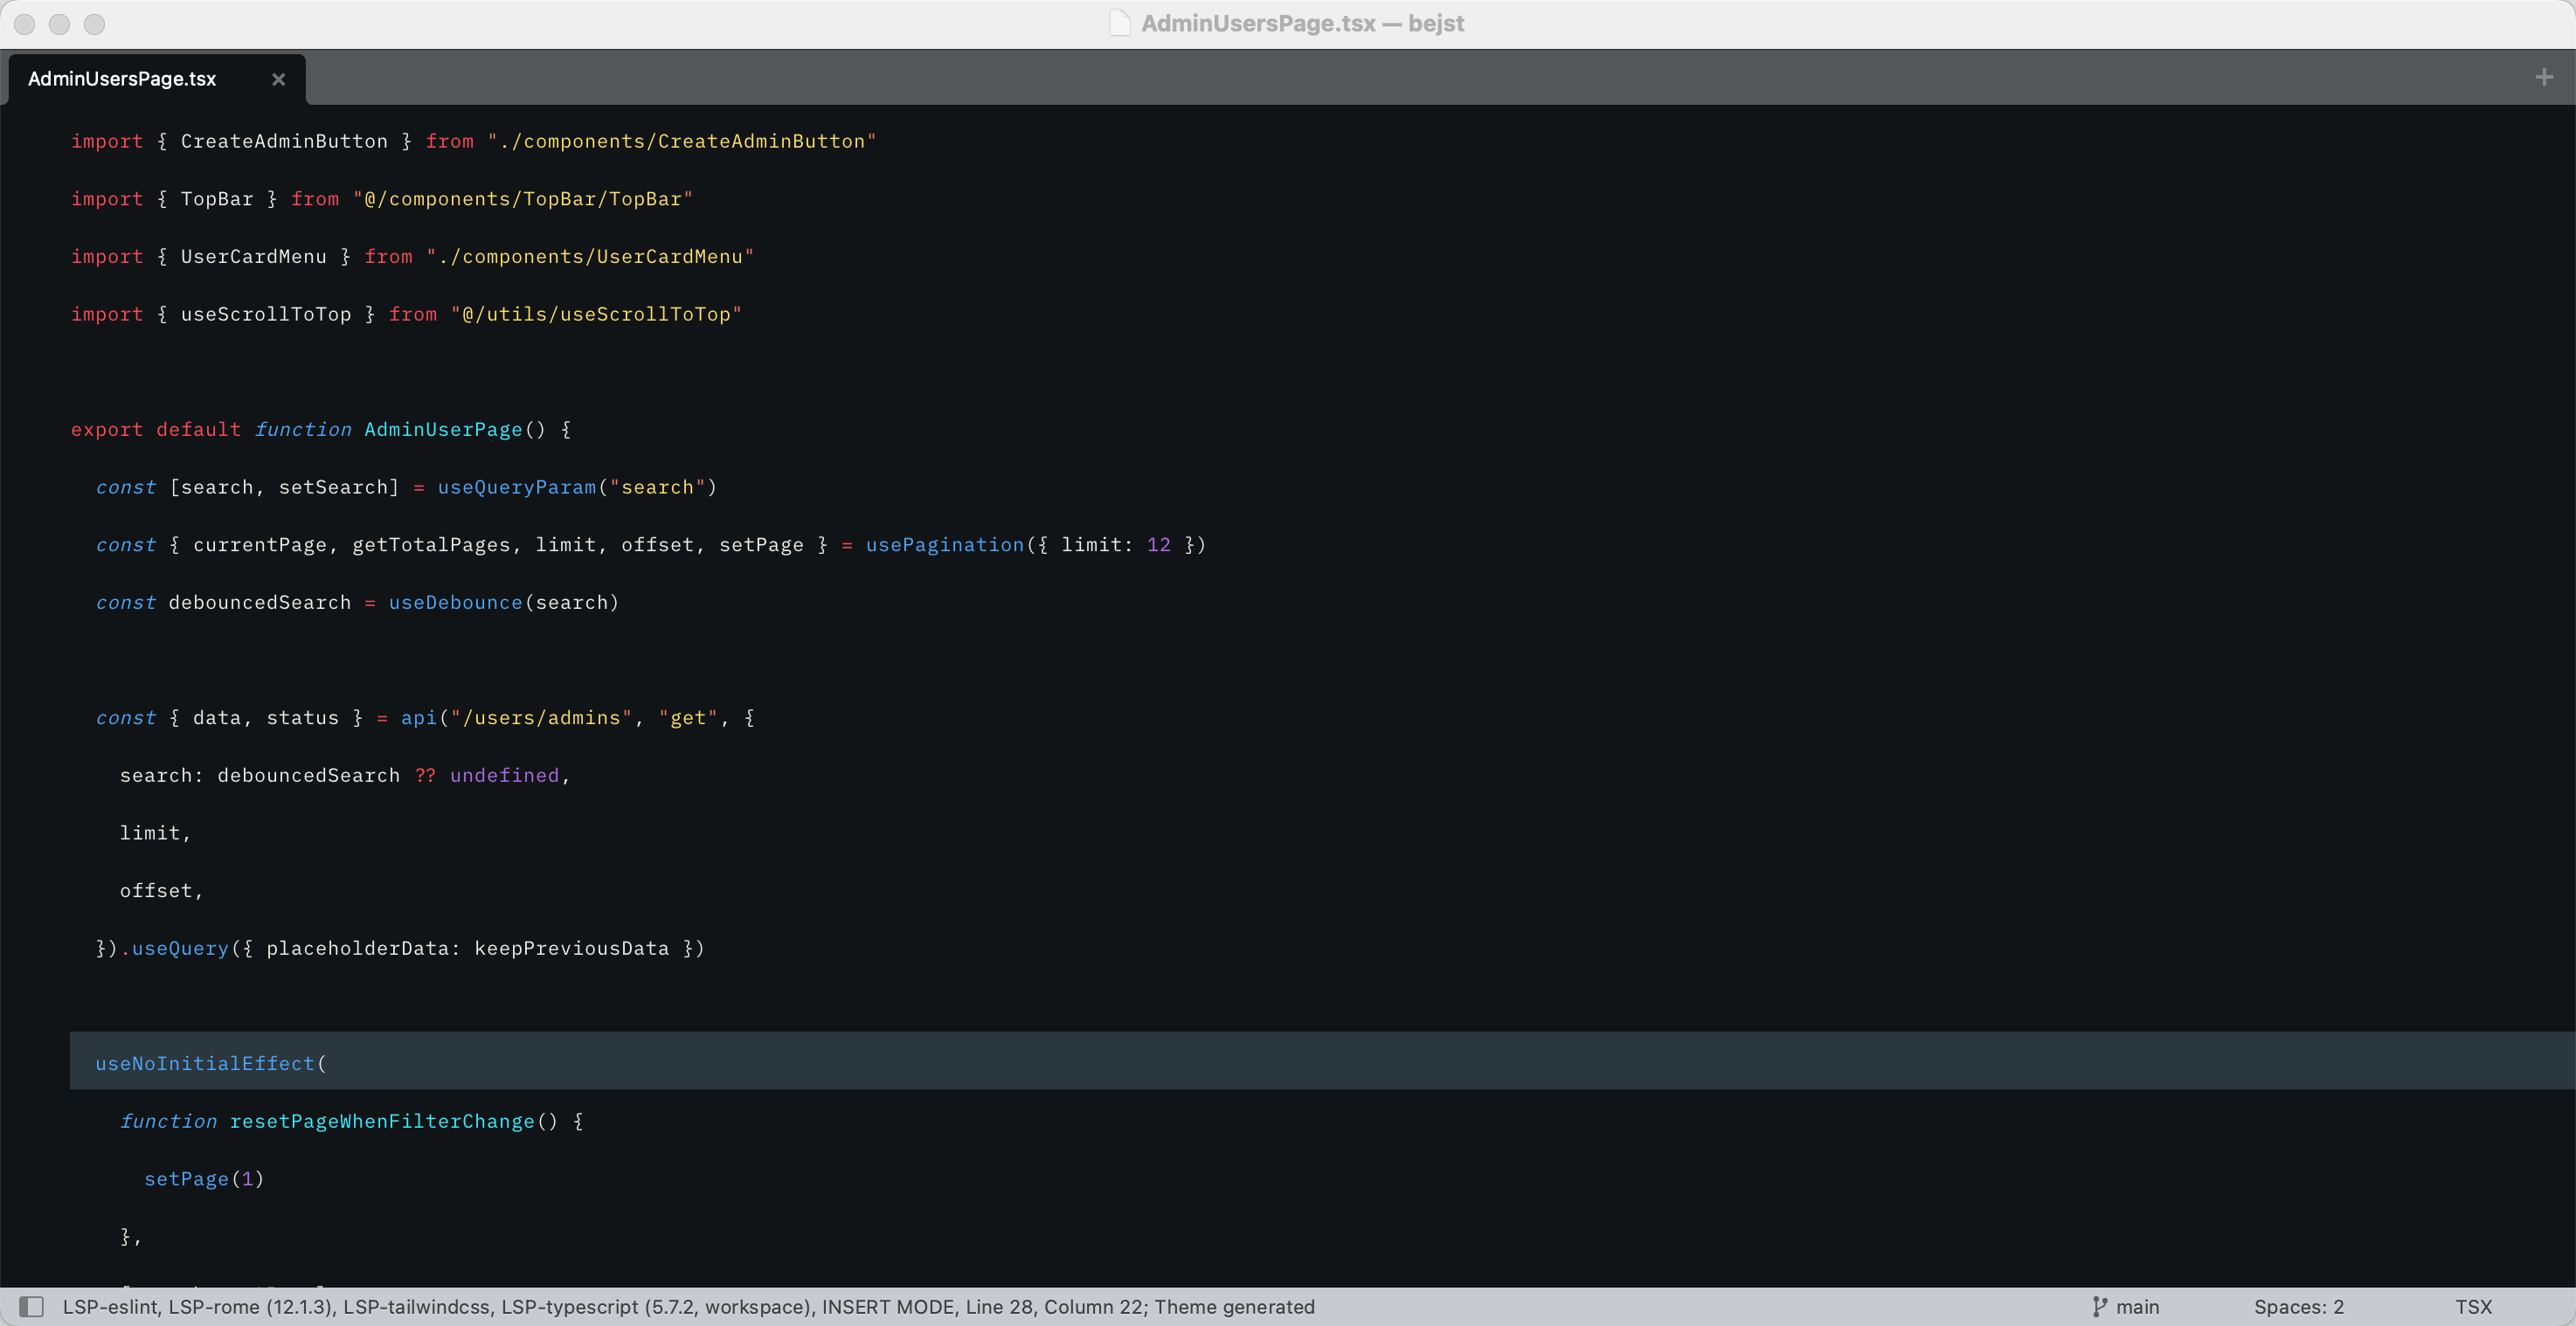 AdminUsersPage.tsx — bejst
AdminUsersPage.tsx
import { CreateAdminButton } from "./components/CreateAdminButton"
import { TopBar } from "@/components/TopBar/TopBar"
import { UserCardMenu } from "./components/UserCardMenu"
import { useScrollToTop } from "@/utils/useScrollToTop"
export default function AdminUserPage() {
const [search, setSearch] = useQueryParam("search")
const { currentPage, getTotalPages, limit, offset, setPage } = usePagination({ limit: 12 })
const debouncedSearch = useDebounce(search)
const { data, status } = api("/users/admins", "get", {
search: debouncedSearch ?? undefined,
limit,
offset,
}).useQuery({ placeholderData: keepPreviousData })
useNoInitialEffect(
function resetPageWhenFilterChange() {
setPage(1)
},
LSP-eslint, LSP-rome (12.1.3), LSP-tailwindcss, LSP-typescript (5.7.2, workspace), INSERT MODE, Line 28, Column 22; Theme generated
main
Spaces: 2
TSX